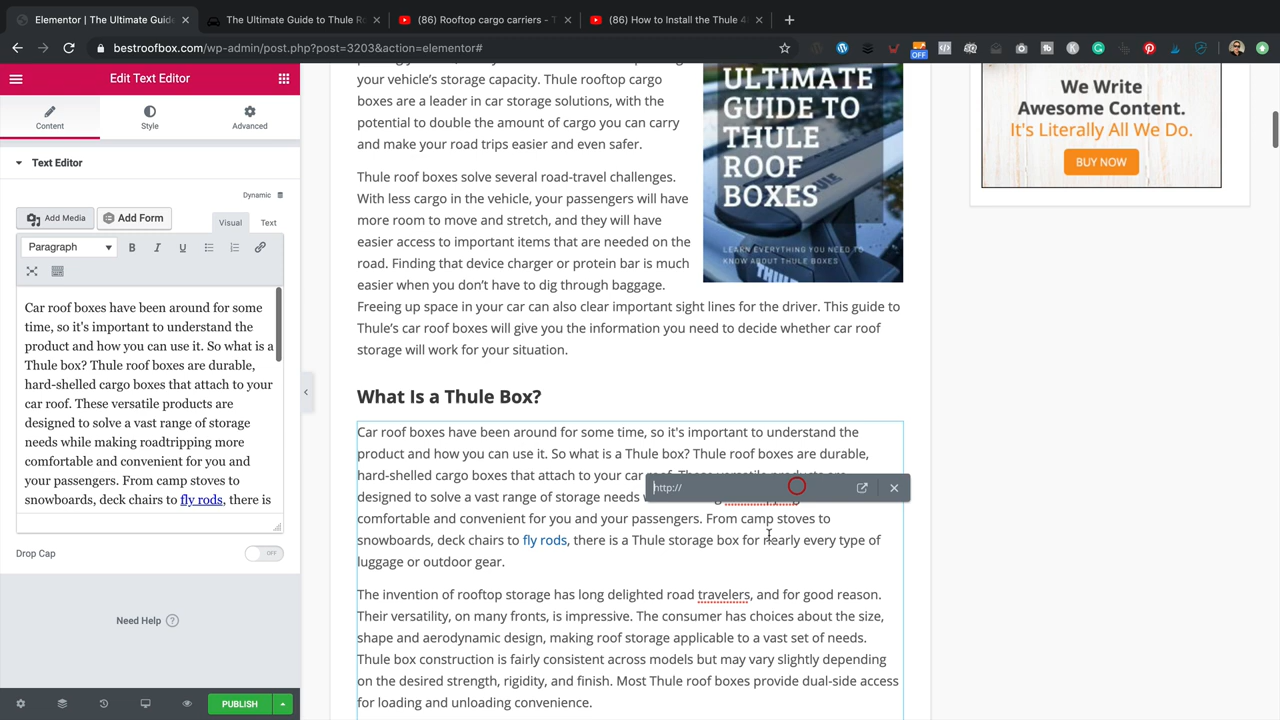 Elementor | The Ultimate Guide
The Ultimate Guide to Thule Ro
(86) Rooftop cargo carriers - T
(86) How to Install the Thule 4
bestroofbox.com/wp-admin/post.php?post=3203&action=elementor#
OFF
Edit Text Editor
Content
Style
Advanced
Text Editor
Dynamic
Add Media
Add Form
Visual
Text
Paragraph
B I U
Car roof boxes have been around for some
time, so it's important to understand the
product and how you can use it. So what is a
Thule box? Thule roof boxes are durable,
hard-shelled cargo boxes that attach to your
car roof. These versatile products are
designed to solve a vast range of storage
needs while making roadtripping more
comfortable and convenient for you and
your passengers. From camp stoves to
snowboards, deck chairs to fly rods, there is
Drop Cap
OFF
Need Help ?
PUBLISH
your vehicle's storage capacity. Thule rooftop cargo
boxes are a leader in car storage solutions, with the
potential to double the amount of cargo you can carry
and make your road trips easier and even safer.
Thule roof boxes solve several road-travel challenges.
With less cargo in the vehicle, your passengers will have
more room to move and stretch, and they will have
easier access to important items that are needed on the
road. Finding that device charger or protein bar is much
easier when you don't have to dig through baggage.
Freeing up space in your car can also clear important sight lines for the driver. This guide to
Thule's car roof boxes will give you the information you need to decide whether car roof
storage will work for your situation.
ULTIMATE
GUIDE TO
THULE
ROOF
BOXES
LEARN EVERYTHING YOU NEED TO
KNOW ABOUT THULE BOXES
What Is a Thule Box?
Car roof boxes have been around for some time, so it's important to understand the
product and how you can use it. So what is a Thule box? Thule roof boxes are durable,
hard-shelled cargo boxes that attach to your car roof. These versatile products are
http://
designed to solve a vast range of storage needs
comfortable and convenient for you and your passengers. From camp stoves to
snowboards, deck chairs to fly rods, there is a Thule storage box for nearly every type of
luggage or outdoor gear.
The invention of rooftop storage has long delighted road travelers, and for good reason.
Their versatility, on many fronts, is impressive. The consumer has choices about the size,
shape and aerodynamic design, making roof storage applicable to a vast set of needs.
Thule box construction is fairly consistent across models but may vary slightly depending
on the desired strength, rigidity, and finish. Most Thule roof boxes provide dual-side access
for loading and unloading convenience.
We Write
Awesome Content.
It's Literally All We Do.
BUY NOW